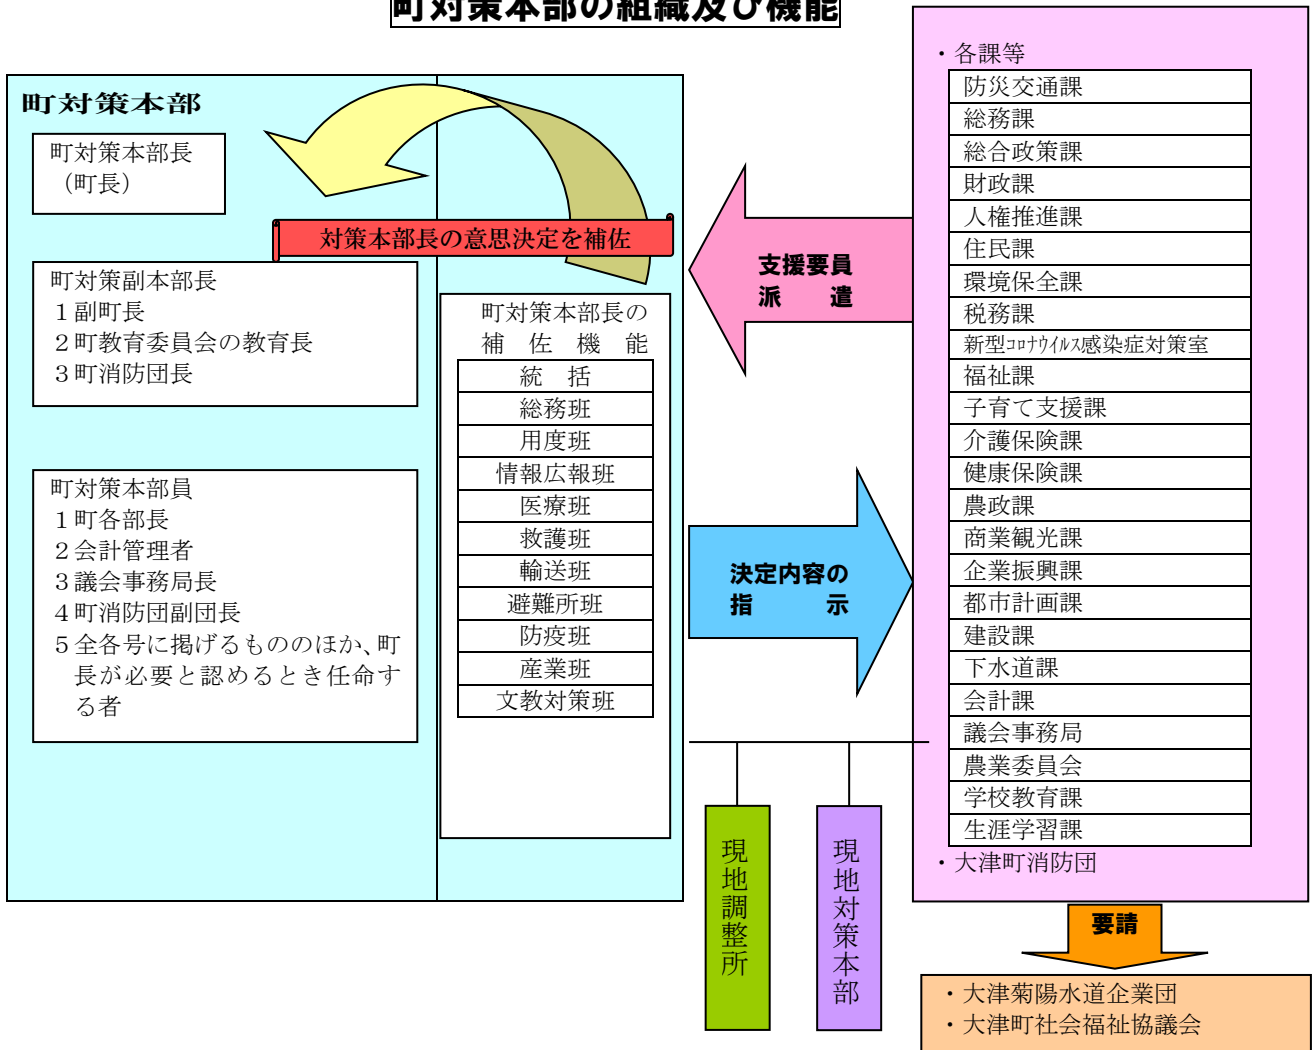 町対策本部の組織及び機能
町対策本部
町対策本部長
（町長）
対策本部長の意思決定を補佐
町対策副本部長
１副町長
２町教育委員会の教育長
３町消防団長
町対策本部員
１町各部長
２会計管理者
３議会事務局長
４町消防団副団長
５全各号に掲げるもののほか、町
長が必要と認めるとき任命す
る者
町対策本部長の
補　佐　機　能
統　括
総務班
用度班
情報広報班
医療班
救護班
輸送班
避難所班
防疫班
産業班
文教対策班
支援要員
派　　遣
決定内容の
指　　　示
現地調整所
現地対策本部
・各課等
防災交通課
総務課
総合政策課
財政課
人権推進課
住民課
環境保全課
税務課
新型ｺﾛﾅｳｲﾙｽ感染症対策室
福祉課
子育て支援課
介護保険課
健康保険課
農政課
商業観光課
企業振興課
都市計画課
建設課
下水道課
会計課
議会事務局
農業委員会
学校教育課
生涯学習課
・大津町消防団
要請
・大津菊陽水道企業団
・大津町社会福祉協議会